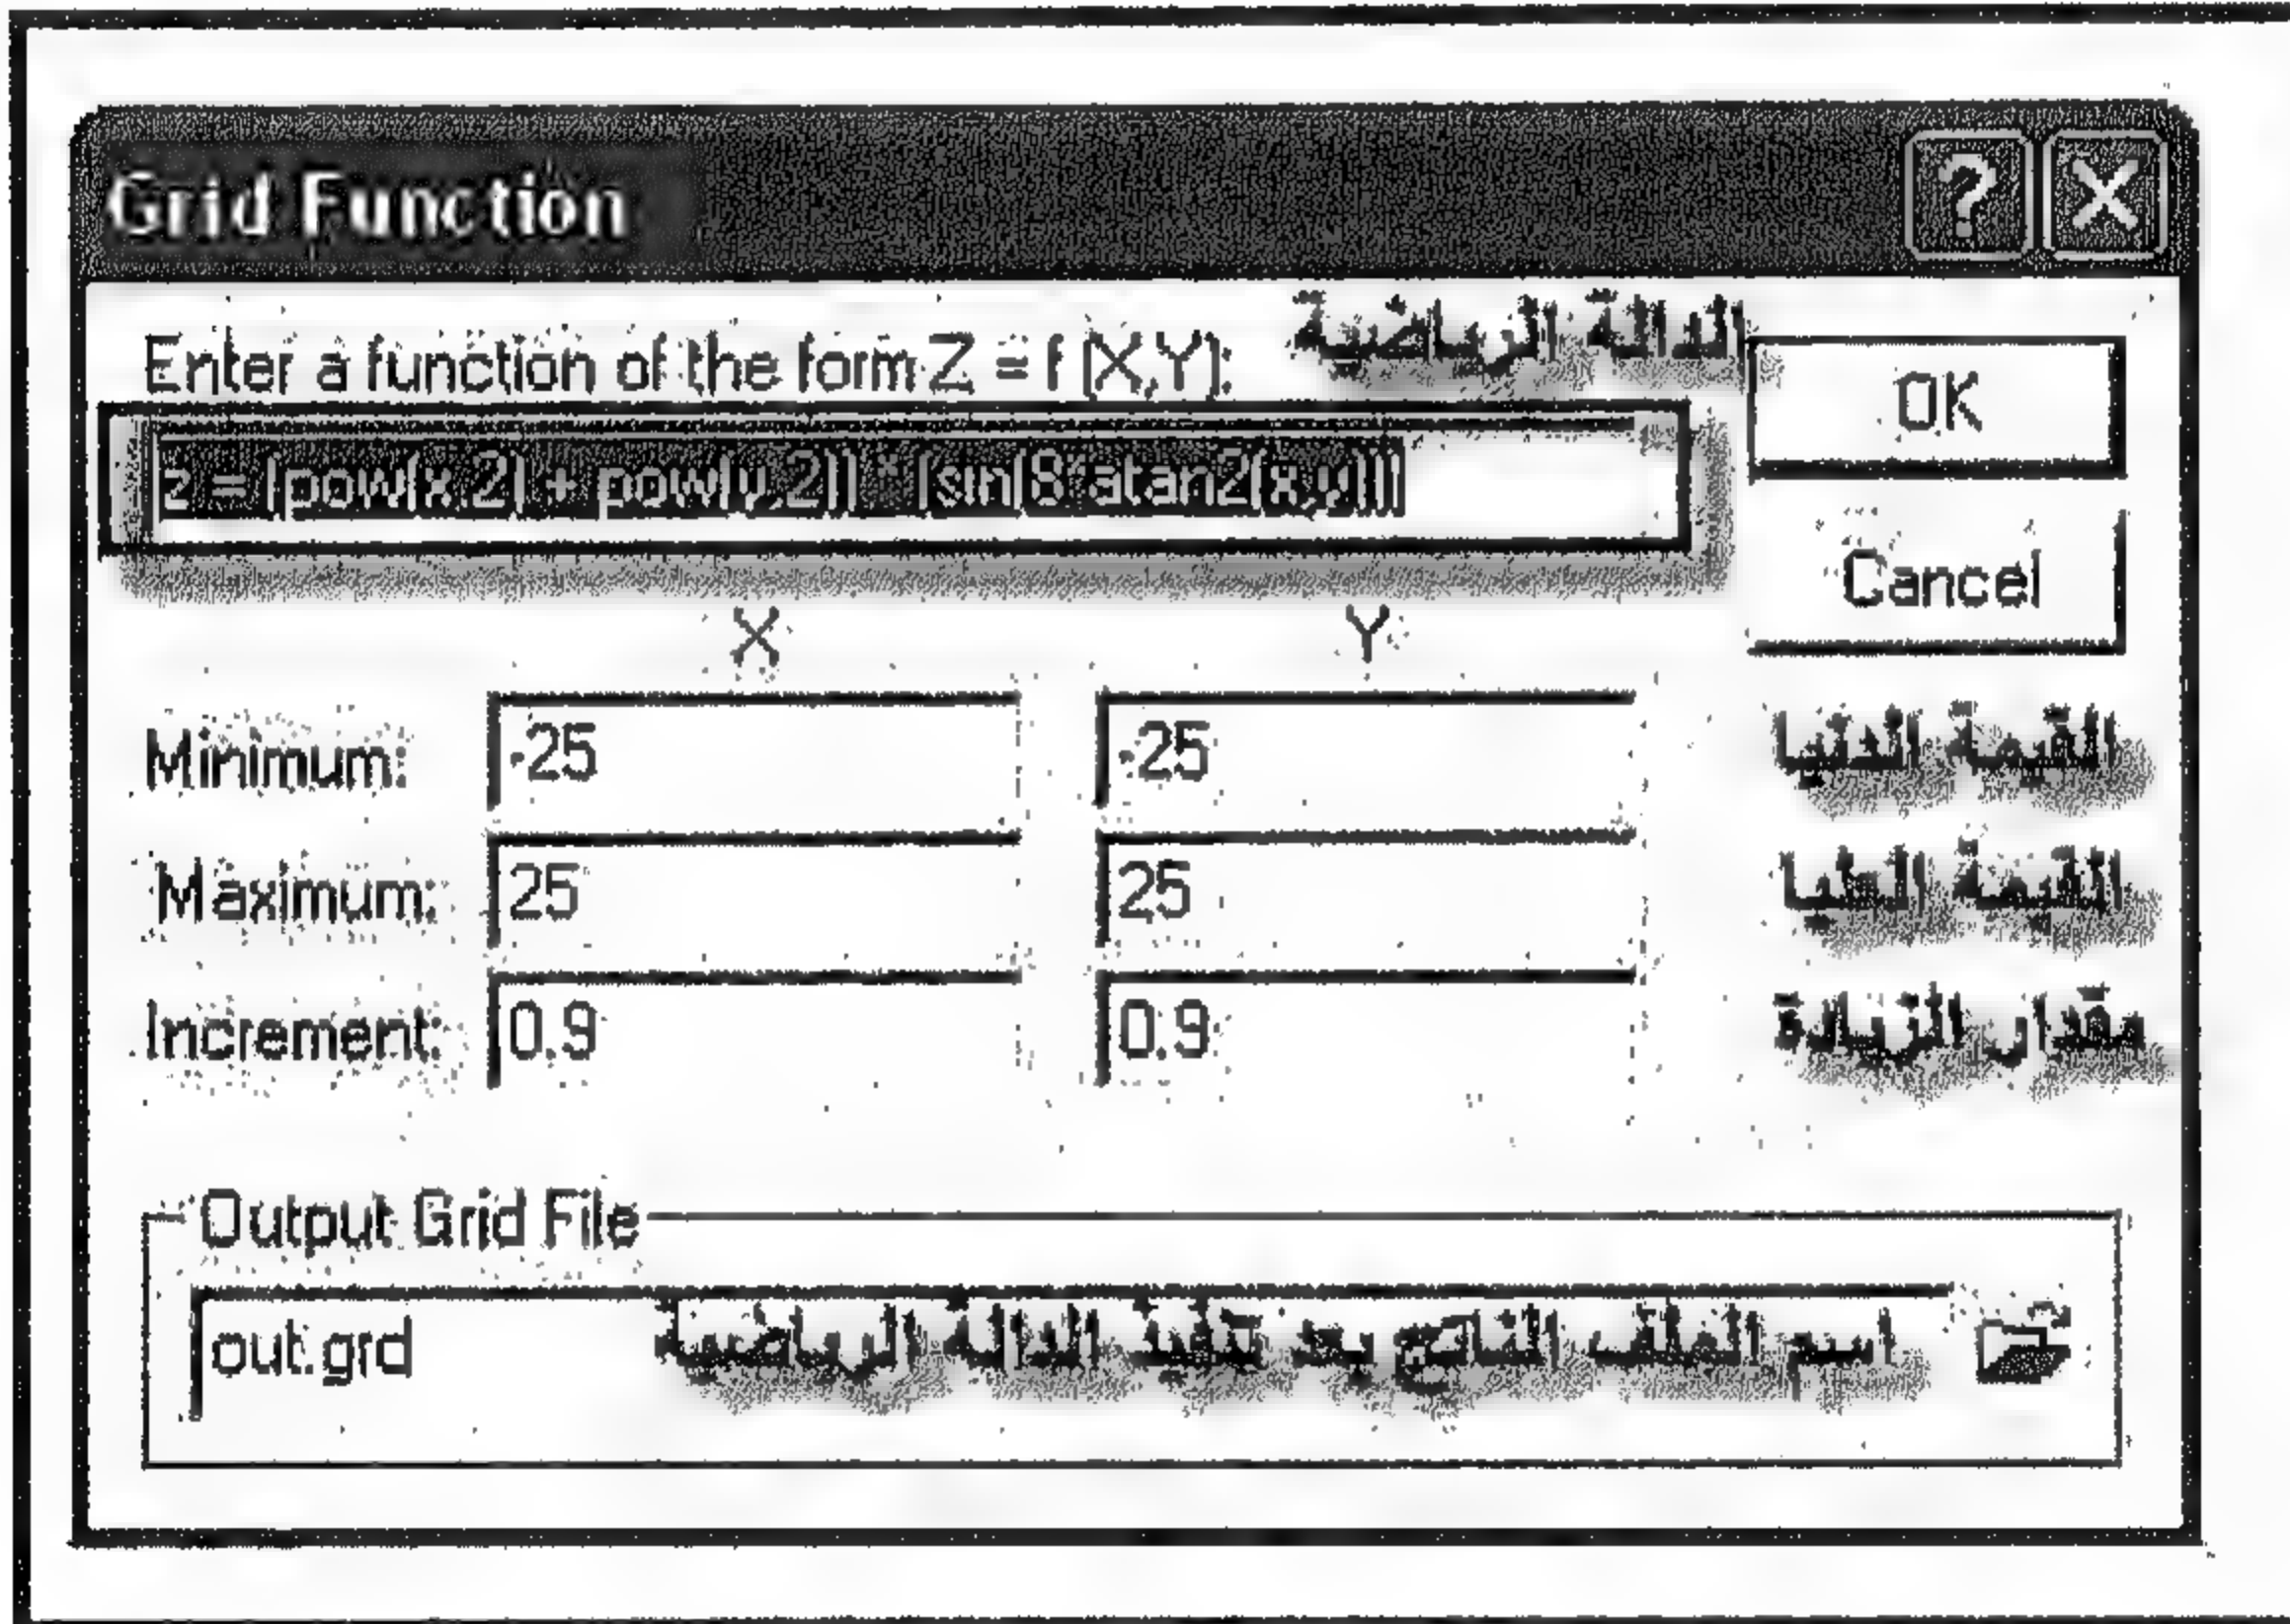 Grid Function
Enter a function of the form Z = f (X,Y): الدالة الرياضية
OK
z = (pow(x,2) + pow(y,2)) * (sin(8*atan2(x,y)))
Cancel
X Y
Minimum: -25 -25 القيمة الدنيا
Maximum: 25 25 القيمة العليا
Increment: 0.9 0.9 مقدار الزيادة
Output Grid File
out.grd اسم الملف الناتج بعد تنفيذ الدالة الرياضية